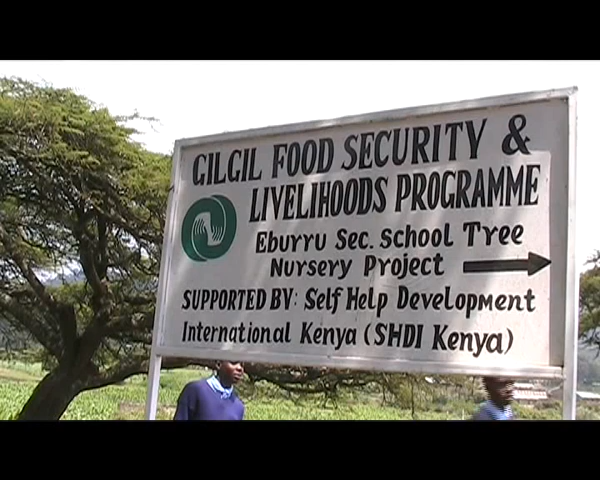 GILGIL FOOD SECURITY &
LIVELIHOODS PROGRAMME
Eburru Sec. School Tree
Nursery Project
SUPPORTED BY: Self Help Development
International Kenya (SHDI Kenya)